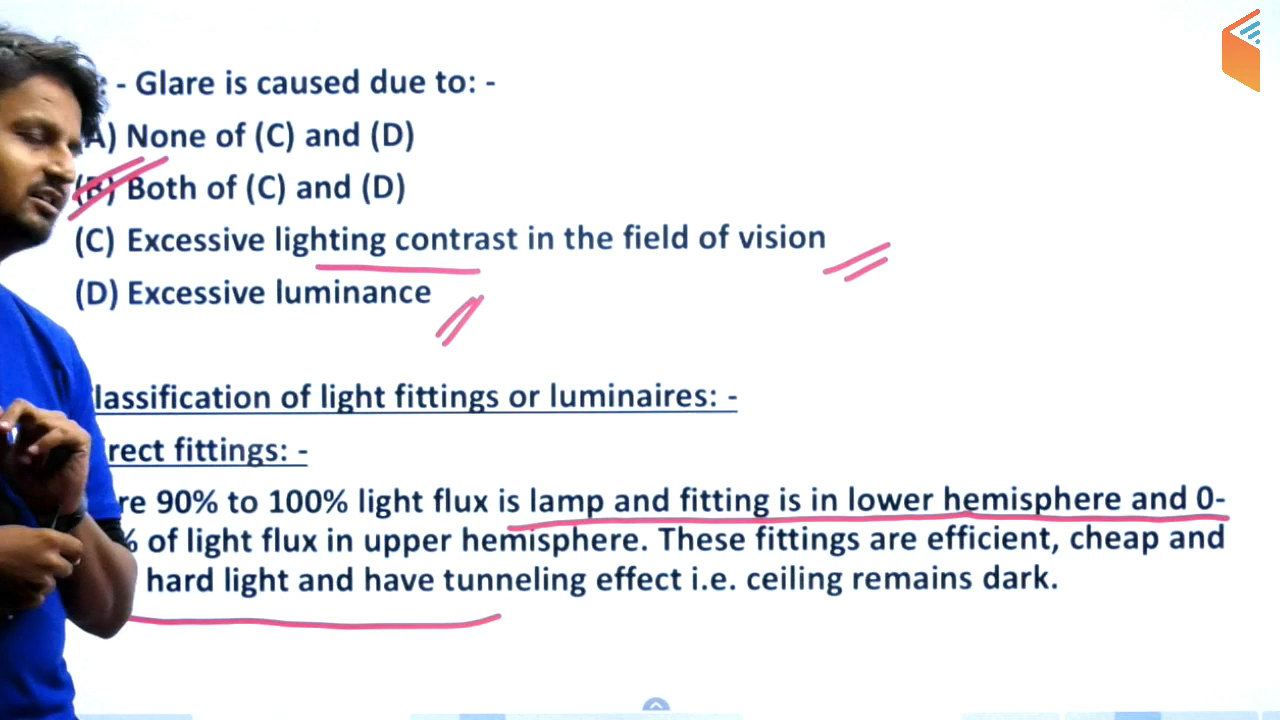 : - Glare is caused due to: -
A) None of (C) and (D)
(B) Both of (C) and (D)
(C) Excessive lighting contrast in the field of vision
(D) Excessive luminance
lassification of light fittings or luminaires: -
rect fittings: -
re 90% to 100% light flux is lamp and fitting is in lower hemisphere and 0-
% of light flux in upper hemisphere. These fittings are efficient, cheap and
hard light and have tunneling effect i.e. ceiling remains dark.